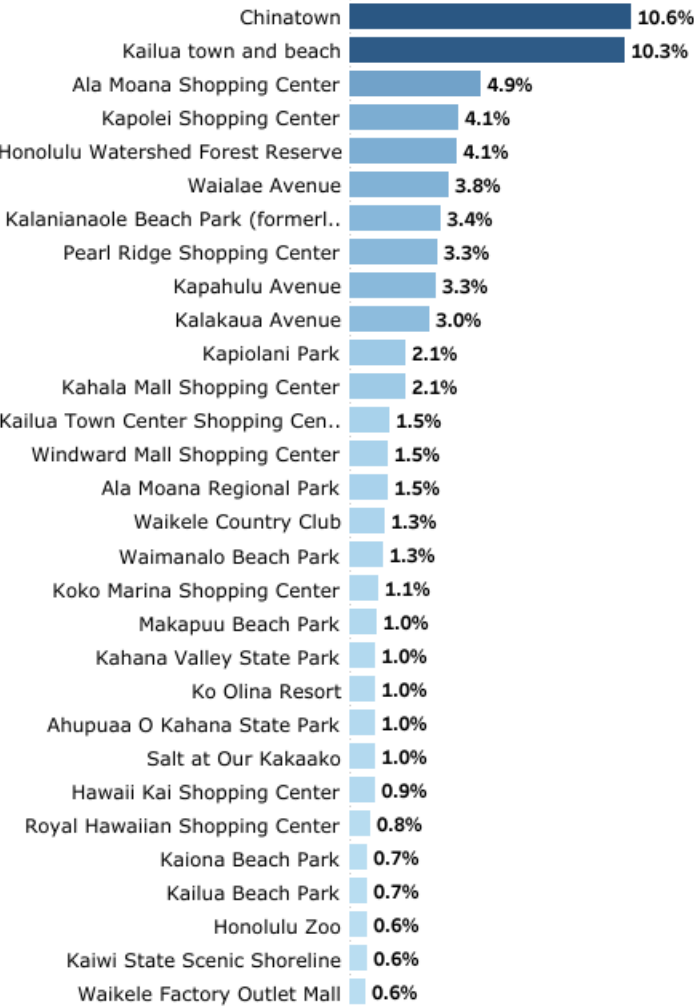 Chinatown 10.6%
Kailua town and beach 10.3%
Ala Moana Shopping Center 4.9%
Kapolei Shopping Center 4.1%
Honolulu Watershed Forest Reserve 4.1%
Waialae Avenue 3.8%
Kalanianaole Beach Park (formerl.. 3.4%
Pearl Ridge Shopping Center 3.3%
Kapahulu Avenue 3.3%
Kalakaua Avenue 3.0%
Kapiolani Park 2.1%
Kahala Mall Shopping Center 2.1%
Kailua Town Center Shopping Cen.. 1.5%
Windward Mall Shopping Center 1.5%
Ala Moana Regional Park 1.5%
Waikele Country Club 1.3%
Waimanalo Beach Park 1.3%
Koko Marina Shopping Center 1.1%
Makapuu Beach Park 1.0%
Kahana Valley State Park 1.0%
Ko Olina Resort 1.0%
Ahupuaa O Kahana State Park 1.0%
Salt at Our Kakaako 1.0%
Hawaii Kai Shopping Center 0.9%
Royal Hawaiian Shopping Center 0.8%
Kaiona Beach Park 0.7%
Kailua Beach Park 0.7%
Honolulu Zoo 0.6%
Kaiwi State Scenic Shoreline 0.6%
Waikele Factory Outlet Mall 0.6%